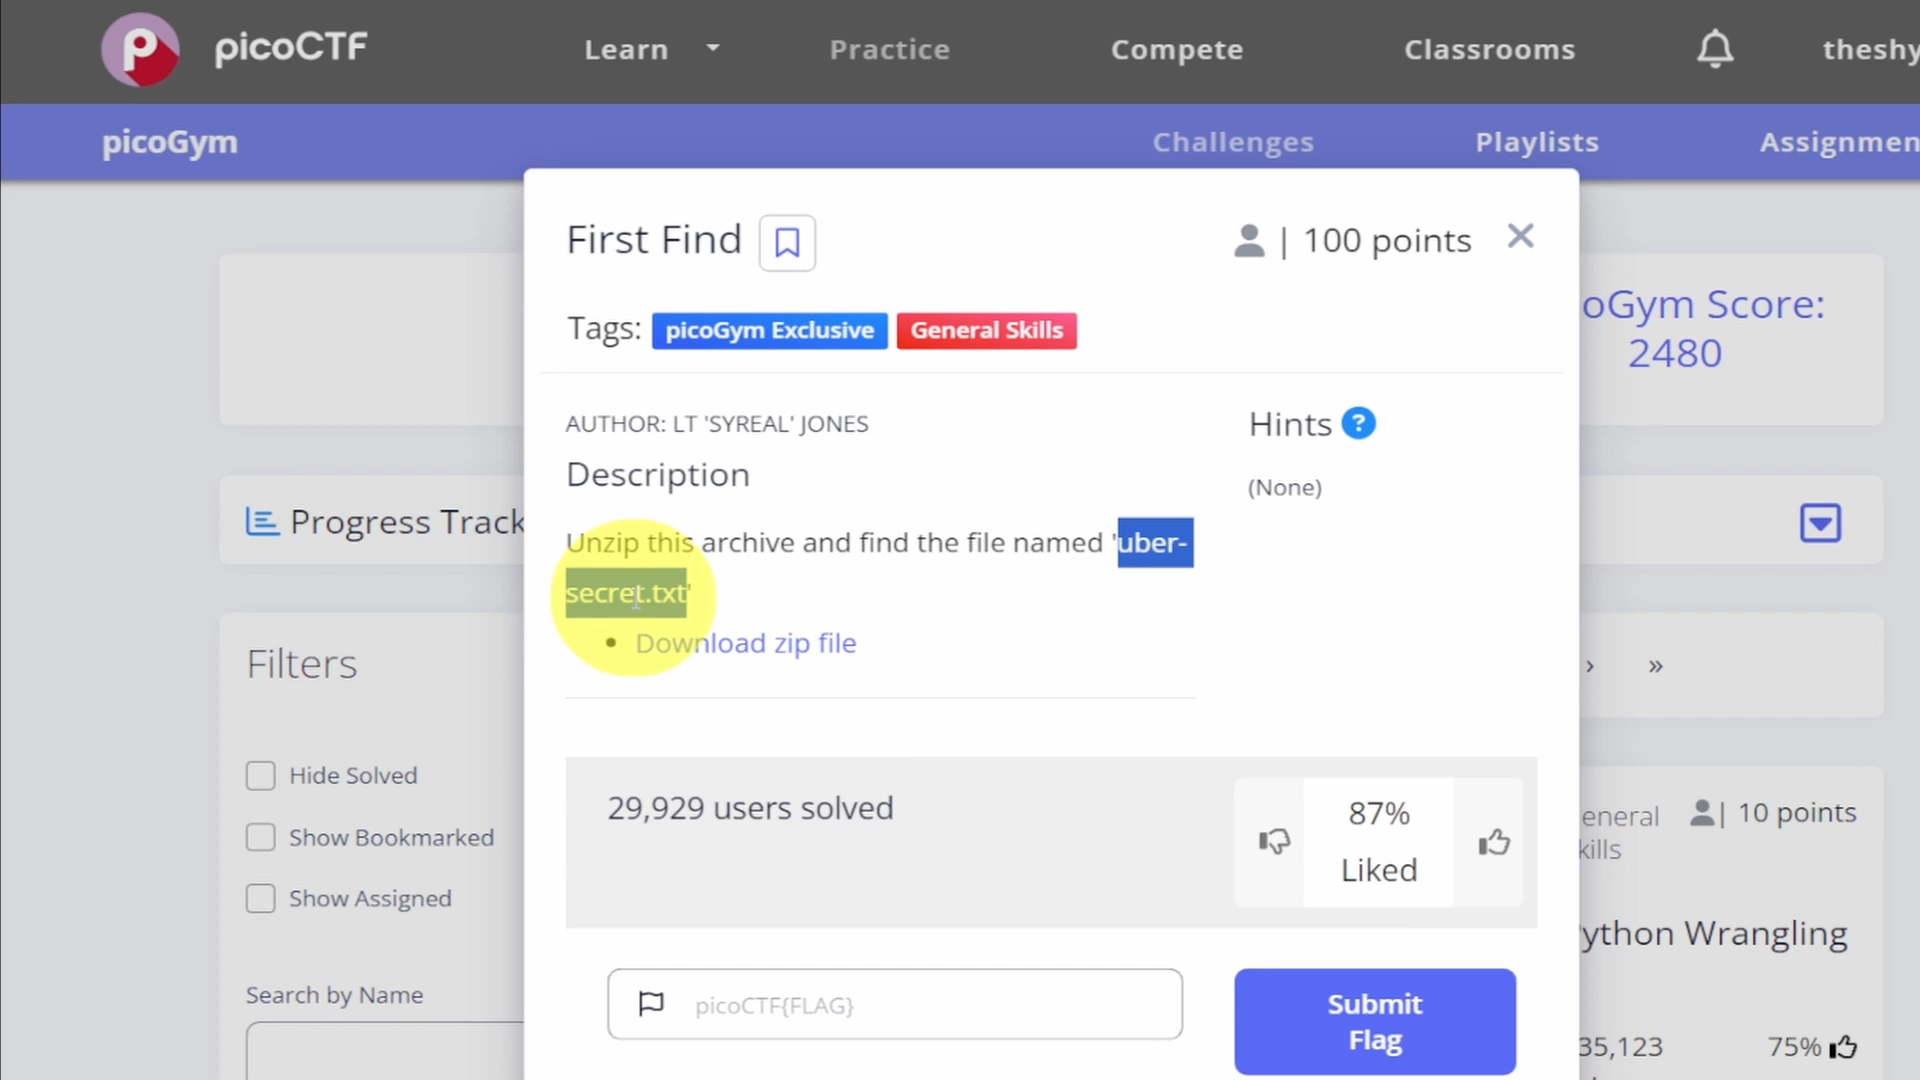 picoCTF
Learn
Practice
Compete
Classrooms
theshy
picoGym
Challenges
Playlists
Assignmen
First Find
| 100 points
Tags: picoGym Exclusive General Skills
oGym Score:
2480
AUTHOR: LT 'SYREAL' JONES
Description
Unzip this archive and find the file named 'uber-
secret.txt'
• Download zip file
Hints ?
(None)
Progress Track
Filters
Hide Solved
Show Bookmarked
Show Assigned
Search by Name
› »
29,929 users solved
87%
Liked
picoCTF{FLAG}
Submit
Flag
eneral
kills
| 10 points
ython Wrangling
35,123
75%